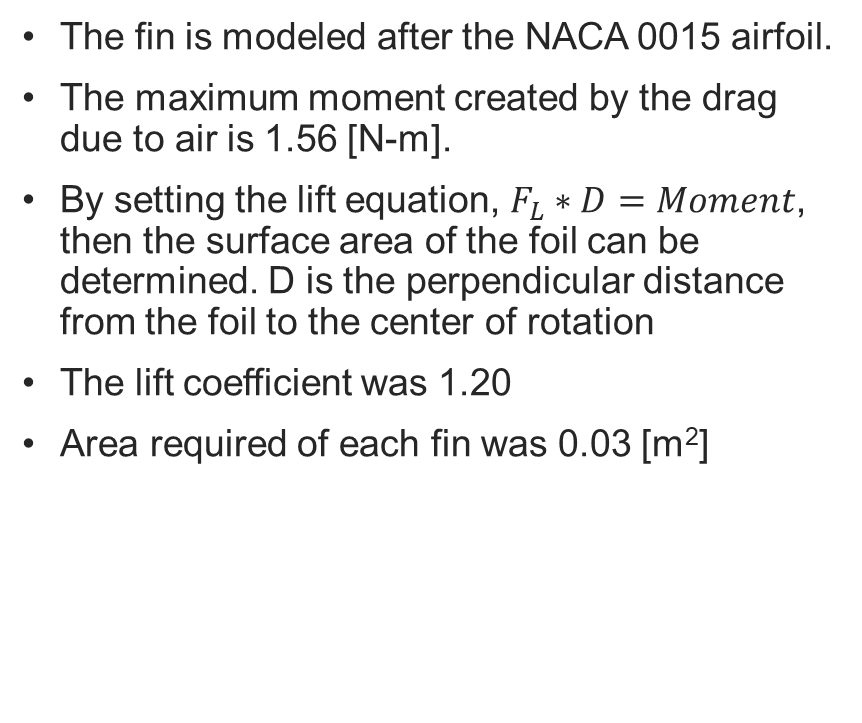 • The fin is modeled after the NACA 0015 airfoil.
• The maximum moment created by the drag
due to air is 1.56 [N-m].
• By setting the lift equation, $F_L * D = Moment$,
then the surface area of the foil can be
determined. D is the perpendicular distance
from the foil to the center of rotation
• The lift coefficient was 1.20
• Area required of each fin was 0.03 [m²]